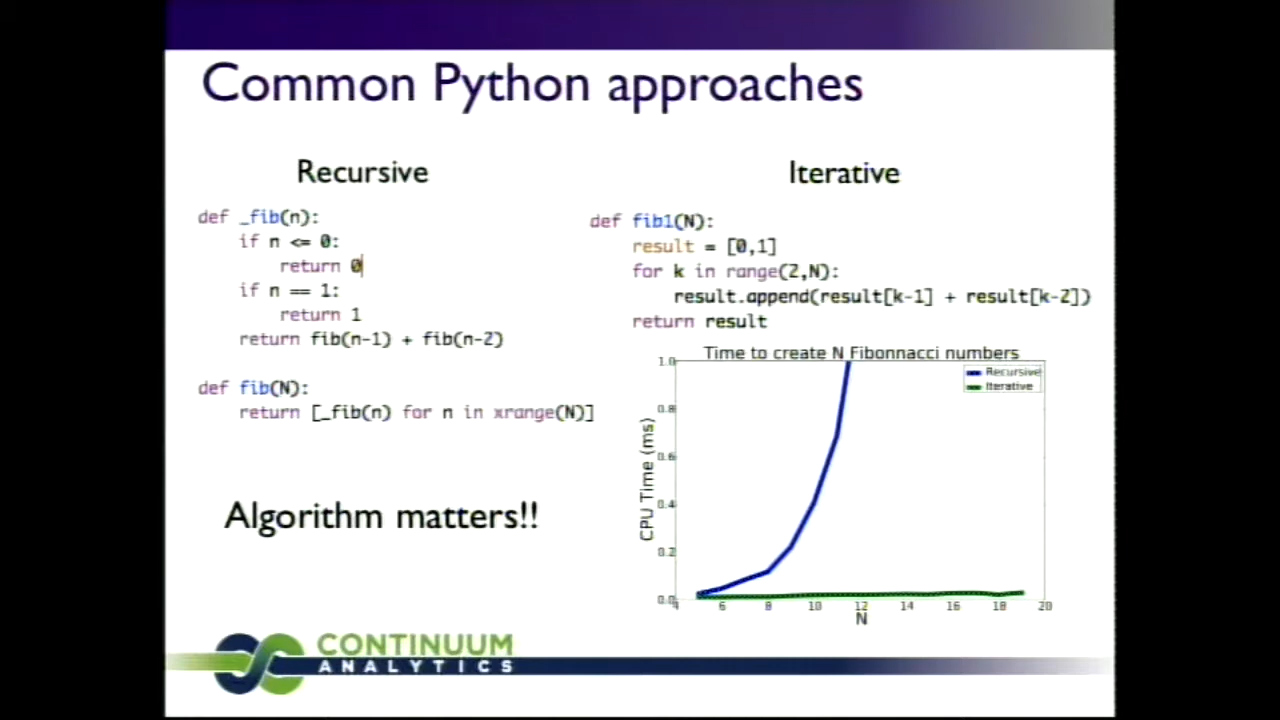 Common Python approaches
Recursive
def _fib(n):
    if n <= 0:
        return 0
    if n == 1:
        return 1
    return fib(n-1) + fib(n-2)
def fib(N):
    return [_fib(n) for n in xrange(N)]
Algorithm matters!!
Iterative
def fib1(N):
    result = [0,1]
    for k in range(2,N):
        result.append(result[k-1] + result[k-2])
    return result
Time to create N Fibonnacci numbers
Recursive
Iterative
CPU Time (ms)
1.0
0.8
0.6
0.4
0.2
0.0
4 6 8 10 12 14 16 18 20
N
CONTINUUM
ANALYTICS